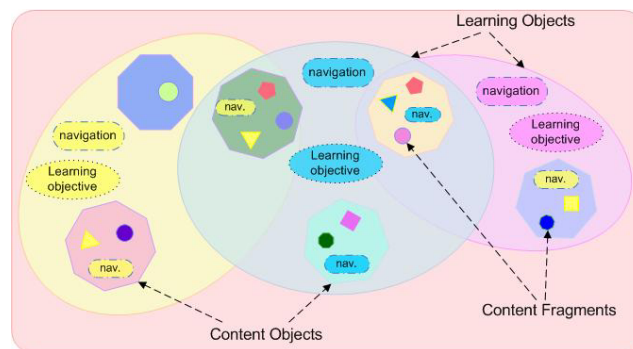 Learning Objects
navigation
navigation
nav.
nav.
navigation
Learning
objective
Learning
objective
Learning
objective
nav.
nav.
nav.
Content Fragments
Content Objects